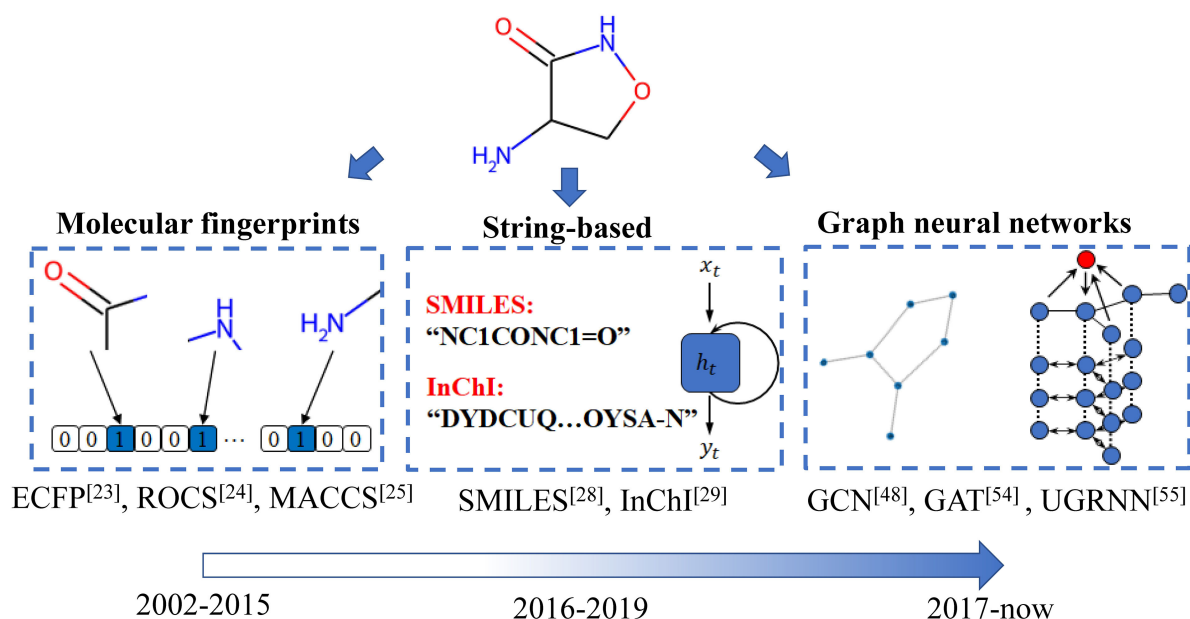 O
NH
O
H₂N
Molecular fingerprints
String-based
Graph neural networks
O
H
N
H₂N
0 0 1 0 0 1 ... 0 1 0 0
SMILES:
“NC1CONC1=O”
InChI:
“DYDCUQ...OYSA-N”
xₜ
hₜ
yₜ
ECFP[23], ROCS[24], MACCS[25]
SMILES[28], InChI[29]
GCN[48], GAT[54] , UGRNN[55]
2002-2015
2016-2019
2017-now